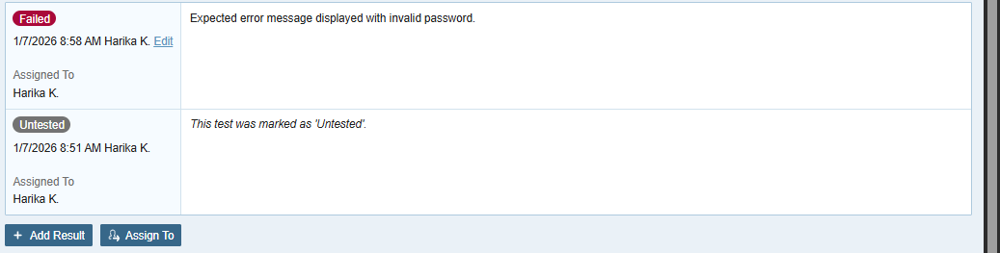 Failed
Expected error message displayed with invalid password.
1/7/2026 8:58 AM Harika K. Edit
Assigned To
Harika K.
Untested
This test was marked as 'Untested'.
1/7/2026 8:51 AM Harika K.
Assigned To
Harika K.
+ Add Result
Assign To